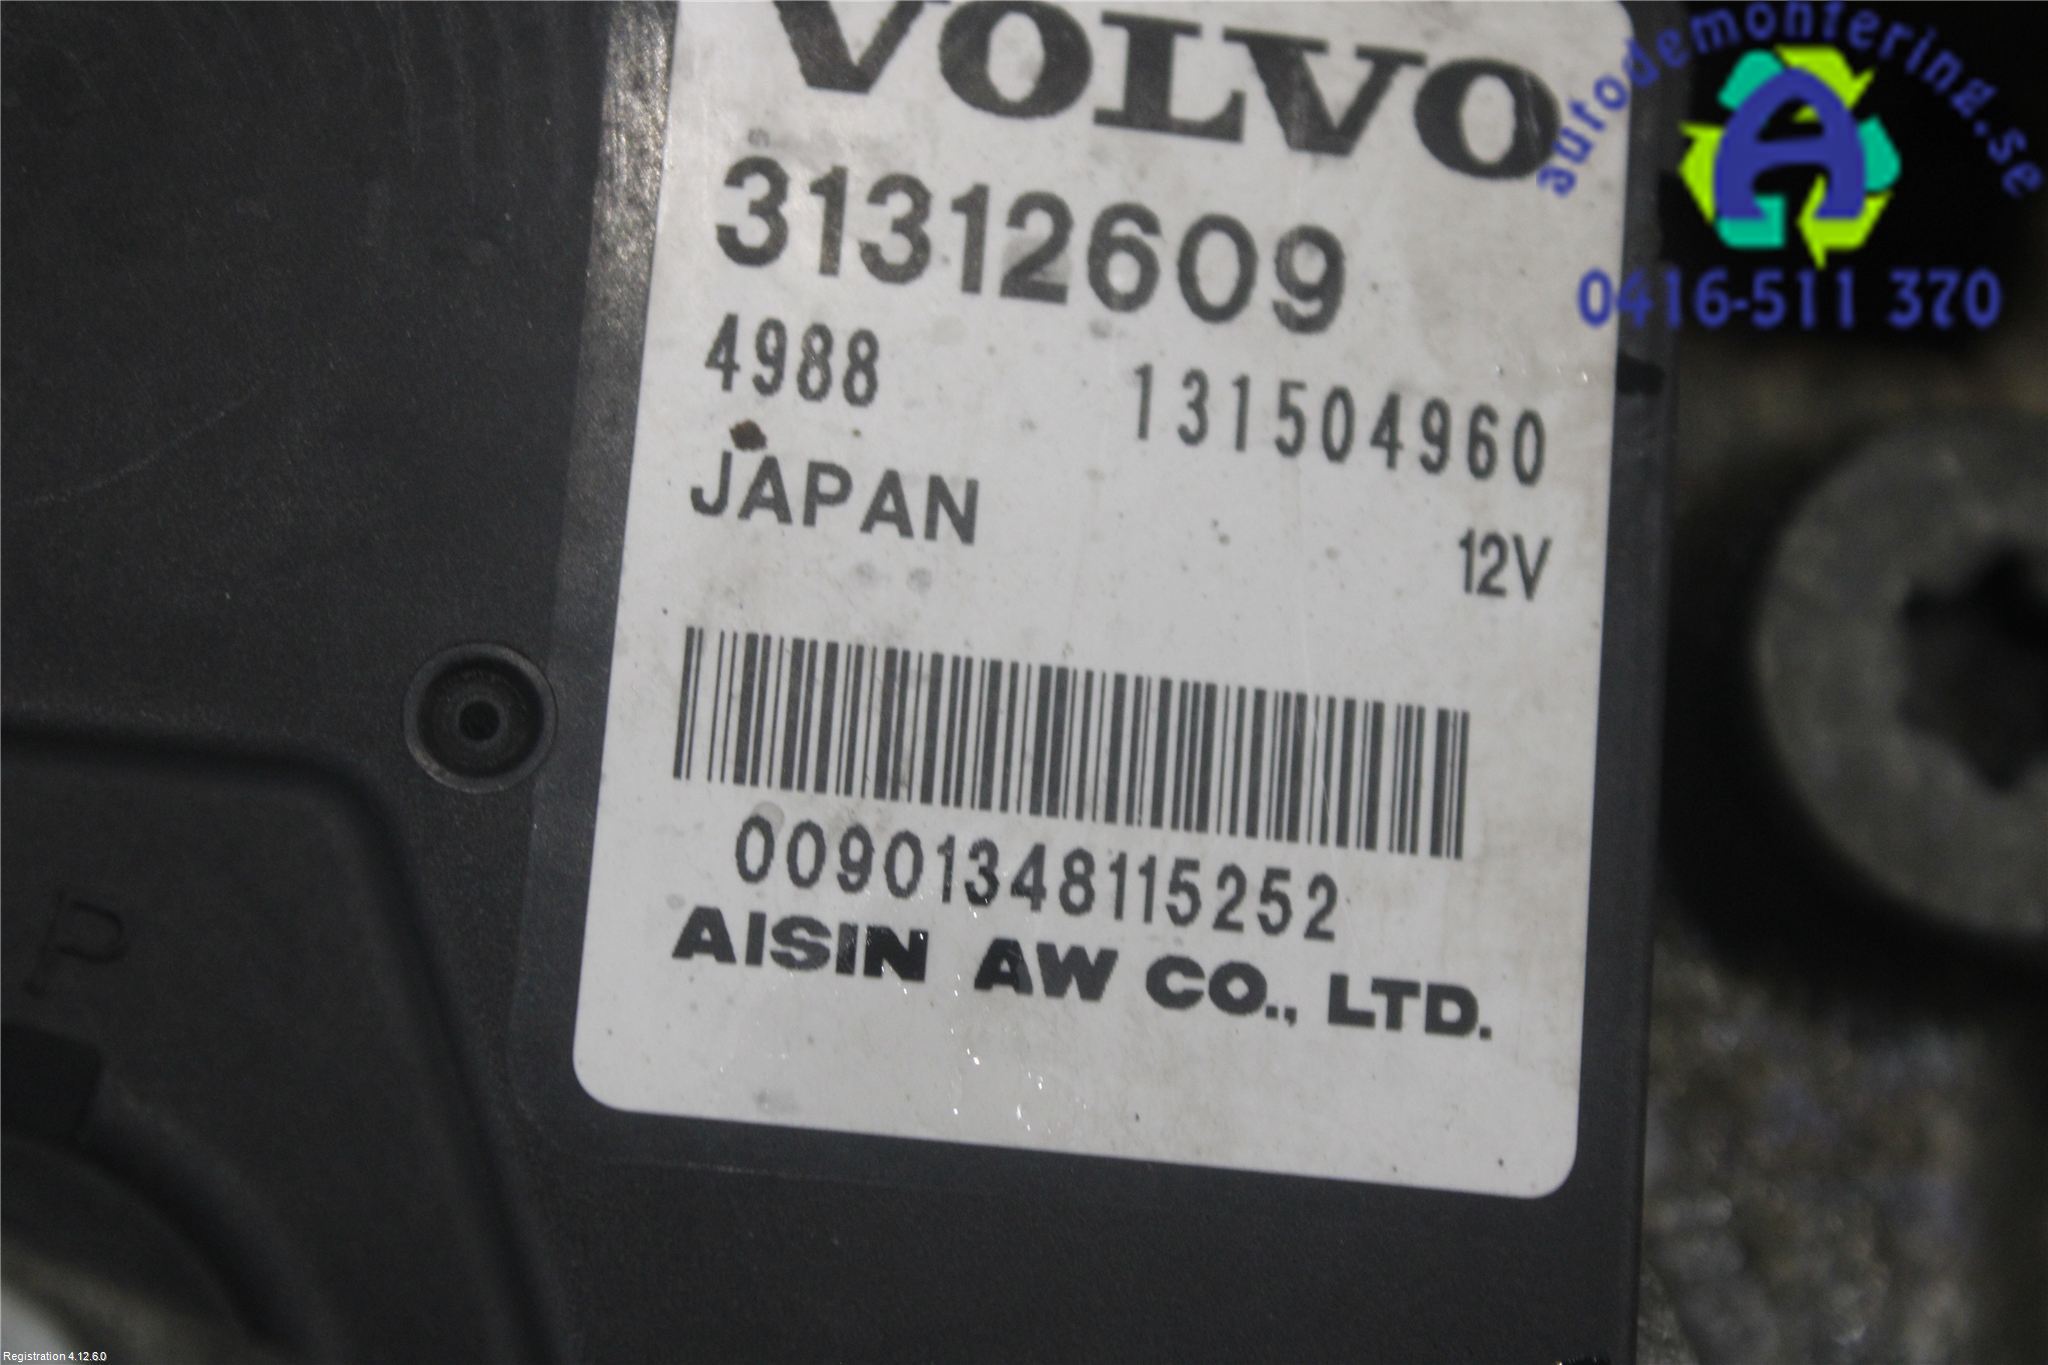 VOLVO
31312609
4988 131504960
JAPAN 12V
00901348115252
AISIN AW CO., LTD.
P
autodemontering.se
A
0416-511 370
Registration 4.12.6.0